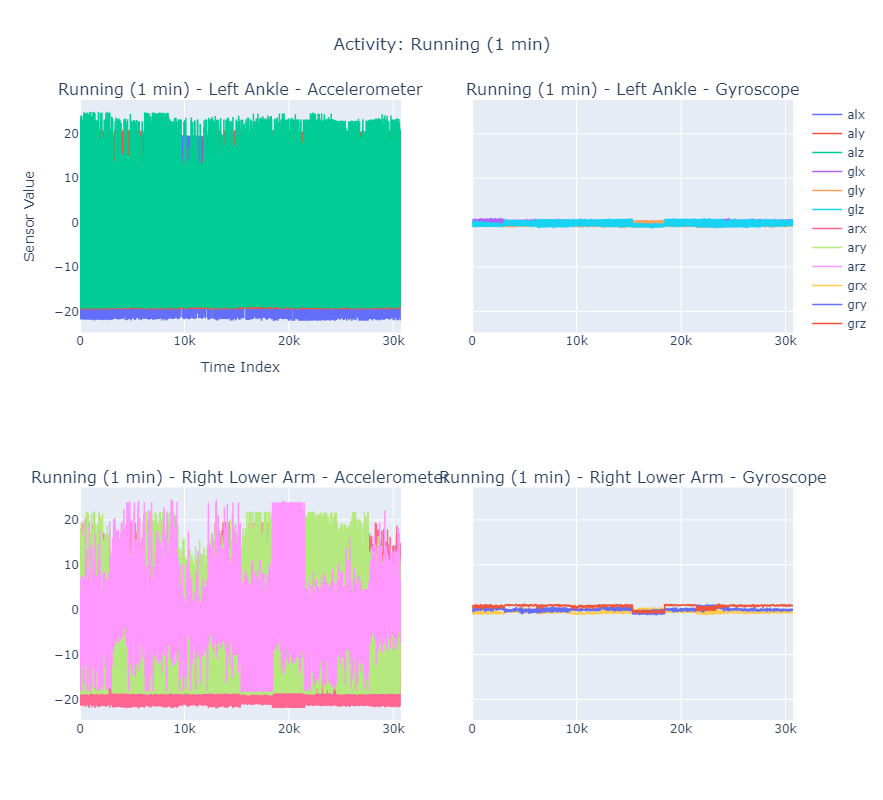 Activity: Running (1 min)
Running (1 min) - Left Ankle - Accelerometer
Running (1 min) - Left Ankle - Gyroscope
Sensor Value
20
10
0
−10
−20
0
10k
20k
30k
Time Index
0
10k
20k
30k
alx
aly
alz
glx
gly
glz
arx
ary
arz
grx
gry
grz
Running (1 min) - Right Lower Arm - Accelerometer
Running (1 min) - Right Lower Arm - Gyroscope
20
10
0
−10
−20
0
10k
20k
30k
0
10k
20k
30k